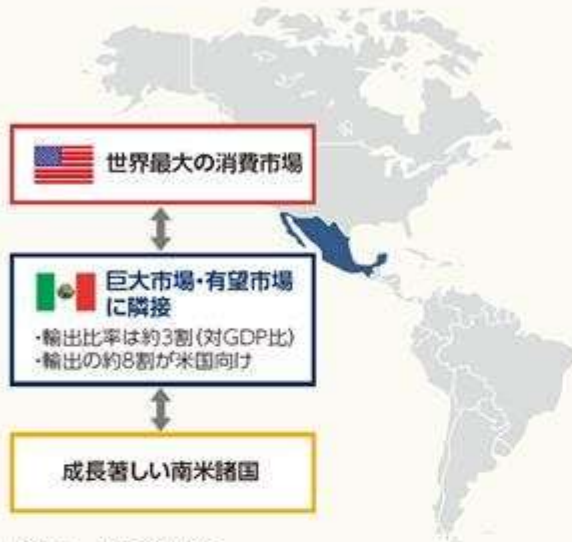 世界最大の消費市場
巨大市場・有望市場
に隣接
・輸出比率は約3割(対GDP比)
・輸出の約8割が米国向け
成長著しい南米諸国